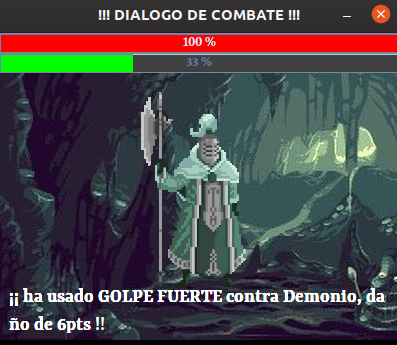 !!! DIALOGO DE COMBATE !!!
100 %
33 %
¡¡ ha usado GOLPE FUERTE contra Demonio, da
ño de 6pts !!